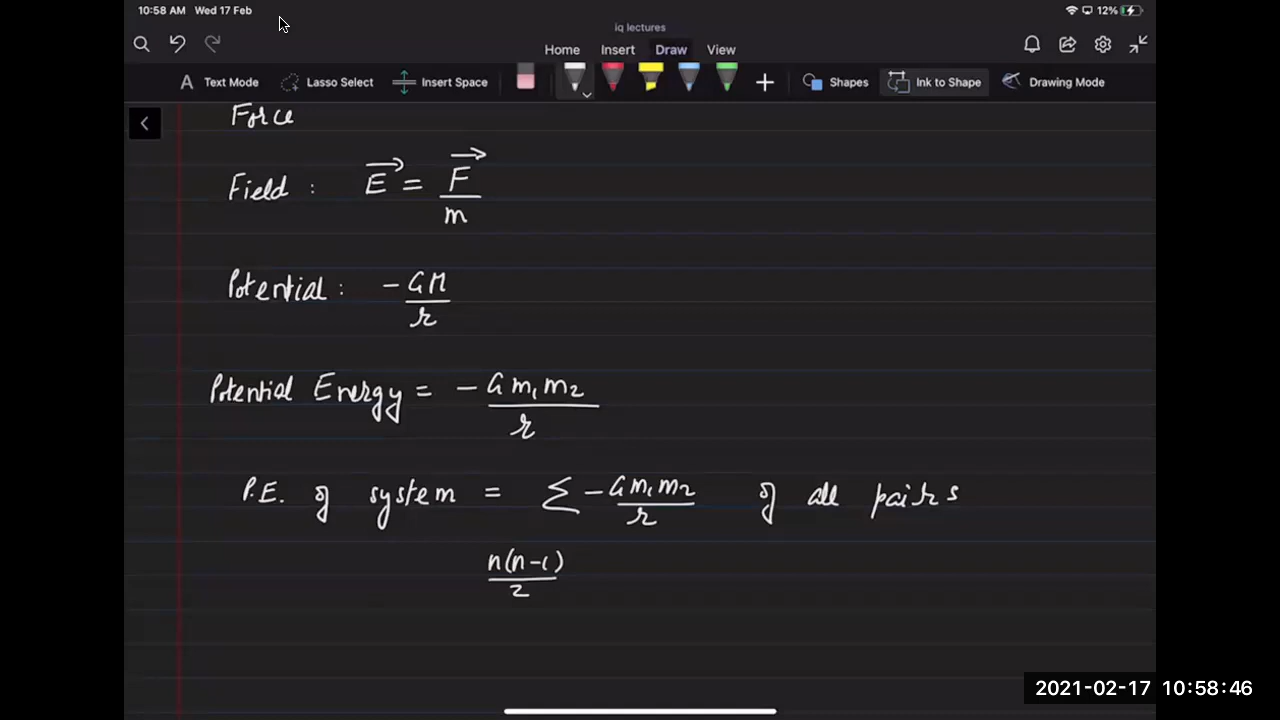 10:58 AM Wed 17 Feb
12%
iq lectures
Home Insert Draw View
Text Mode Lasso Select Insert Space Shapes Ink to Shape Drawing Mode
Force
Field : E⃗ = F⃗/m
Potential : -GM/r
Potential Energy = -Gm₁m₂/r
P.E. of system = Σ -Gm₁m₂/r of all pairs
n(n-1)/2
2021-02-17 10:58:46